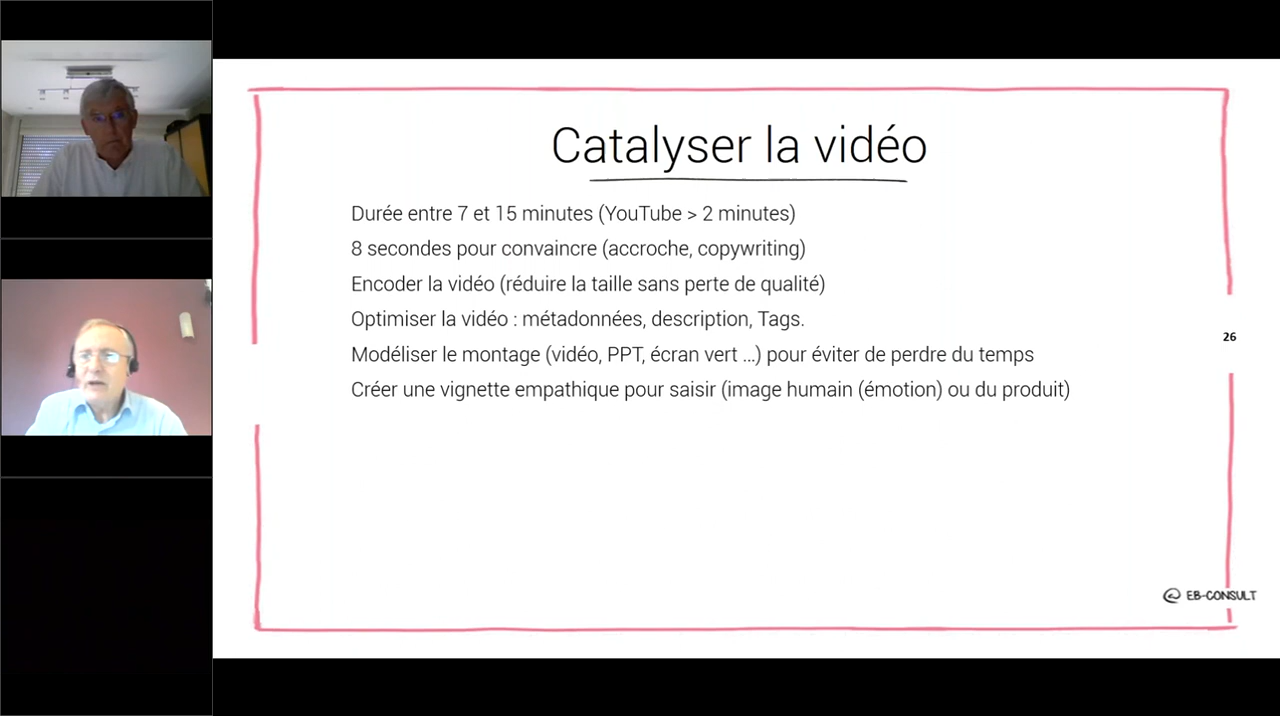 Catalyser la vidéo
Durée entre 7 et 15 minutes (YouTube > 2 minutes)
8 secondes pour convaincre (accroche, copywriting)
Encoder la vidéo (réduire la taille sans perte de qualité)
Optimiser la vidéo : métadonnées, description, Tags.
Modéliser le montage (vidéo, PPT, écran vert ...) pour éviter de perdre du temps
Créer une vignette empathique pour saisir (image humain (émotion) ou du produit)
26
@ EB-CONSULT